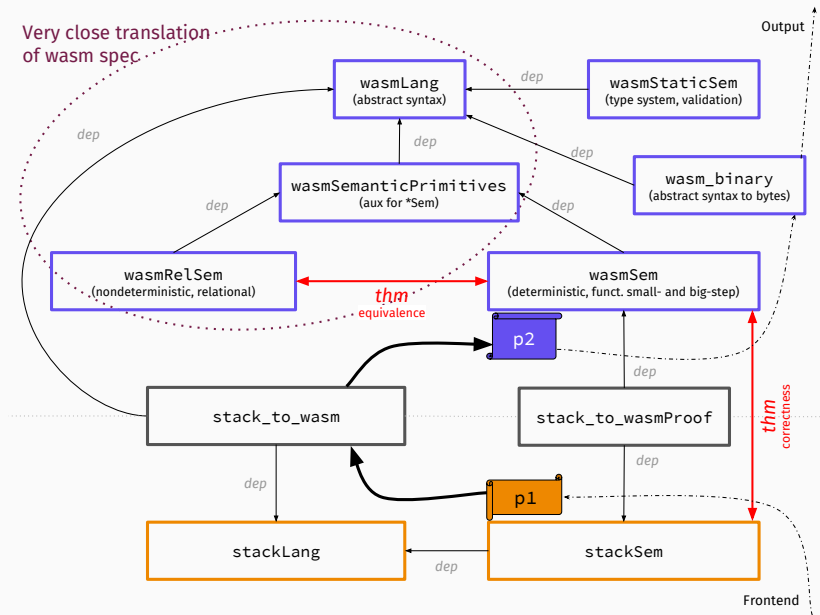 Output
Very close translation
of wasm spec
wasmLang
(abstract syntax)
dep
wasmStaticSem
(type system, validation)
dep
dep
dep
wasmSemanticPrimitives
(aux for *Sem)
wasm_binary
(abstract syntax to bytes)
dep
dep
wasmRelSem
(nondeterministic, relational)
thm
equivalence
wasmSem
(deterministic, funct. small- and big-step)
p2
dep
stack_to_wasm
stack_to_wasmProof
thm
correctness
dep
dep
p1
stackLang
dep
stackSem
Frontend